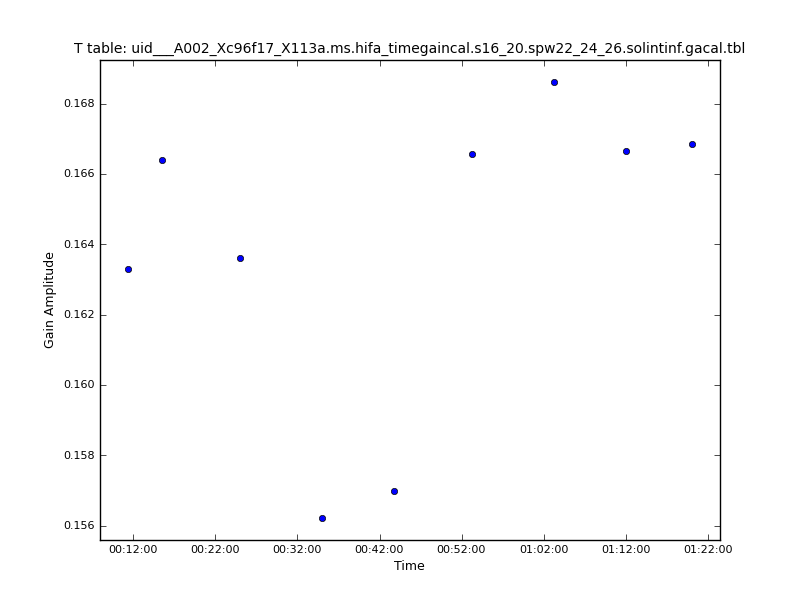 T table: uid___A002_Xc96f17_X113a.ms.hifa_timegaincal.s16_20.spw22_24_26.solintinf.gacal.tbl
0.168
0.166
0.164
0.162
0.160
0.158
0.156
Gain Amplitude
00:12:00 00:22:00 00:32:00 00:42:00 00:52:00 01:02:00 01:12:00 01:22:00
Time